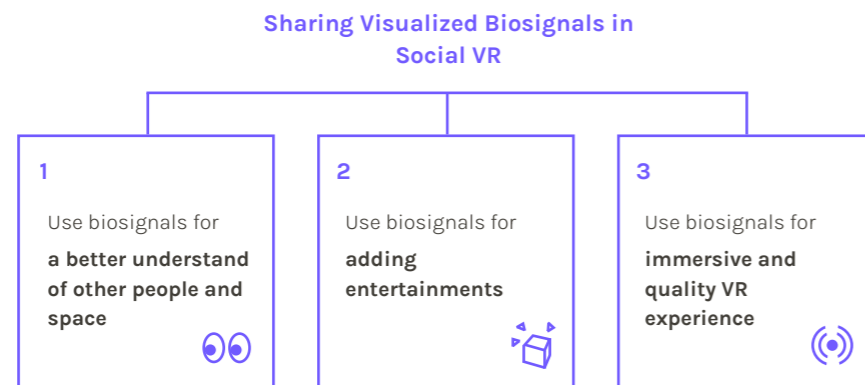 Sharing Visualized Biosignals in
Social VR
1
Use biosignals for
a better understand
of other people and
space
2
Use biosignals for
adding
entertainments
3
Use biosignals for
immersive and
quality VR
experience